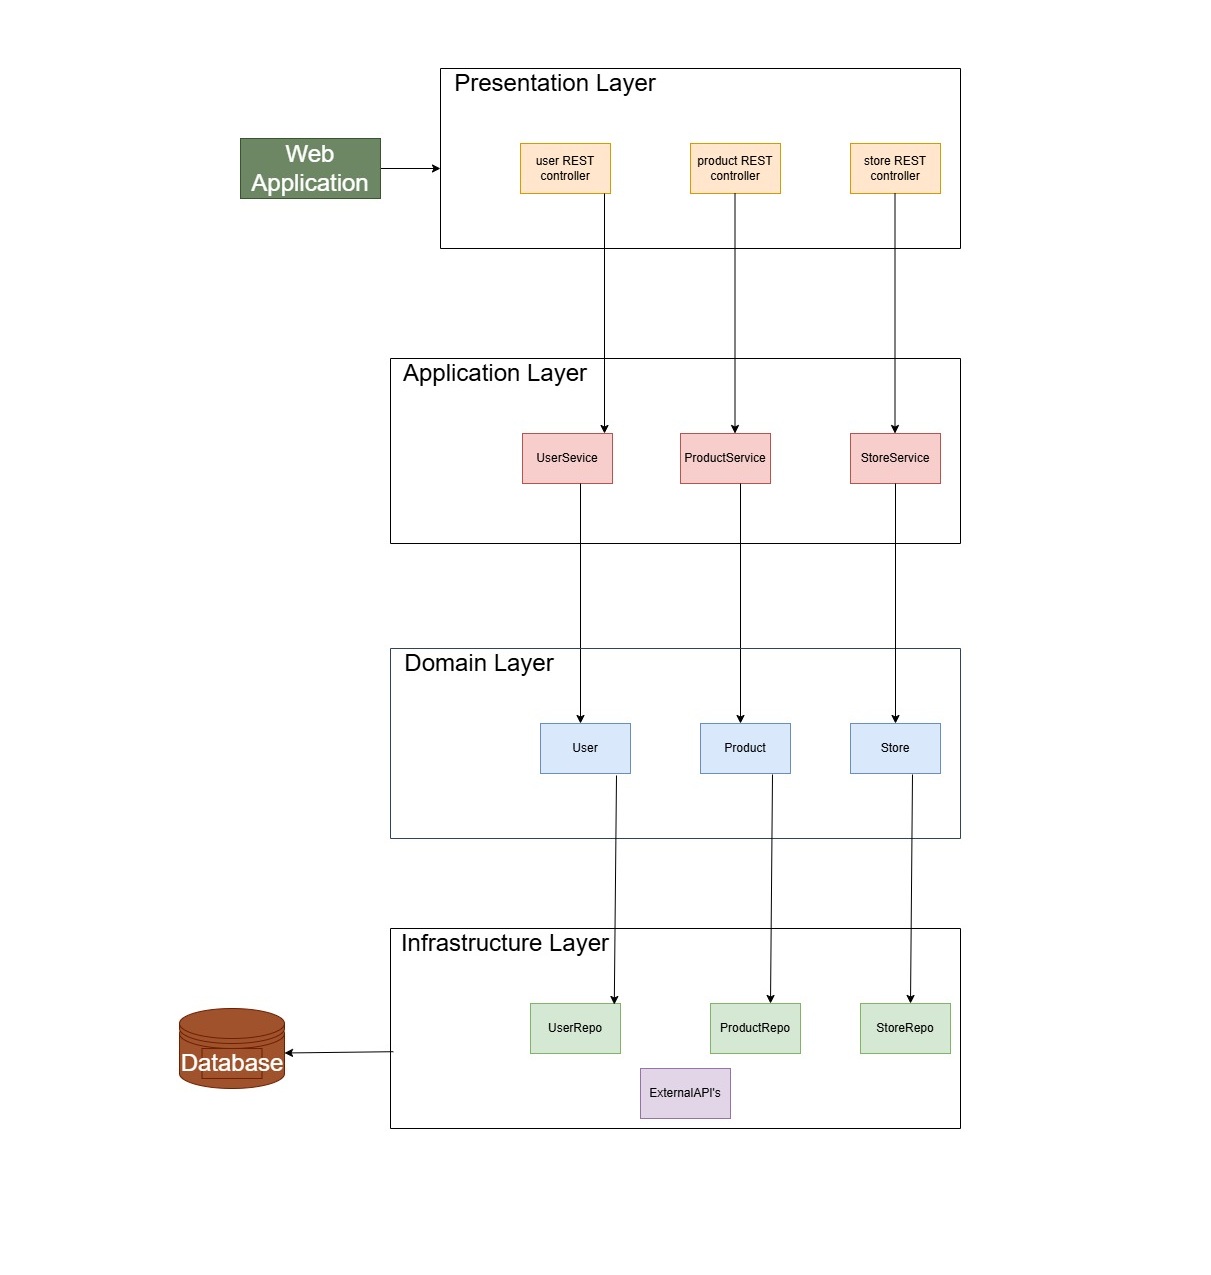 Presentation Layer
Web
Application
user REST
controller
product REST
controller
store REST
controller
Application Layer
UserSevice
ProductService
StoreService
Domain Layer
User
Product
Store
Infrastructure Layer
UserRepo
ProductRepo
StoreRepo
Database
ExternalAPI's